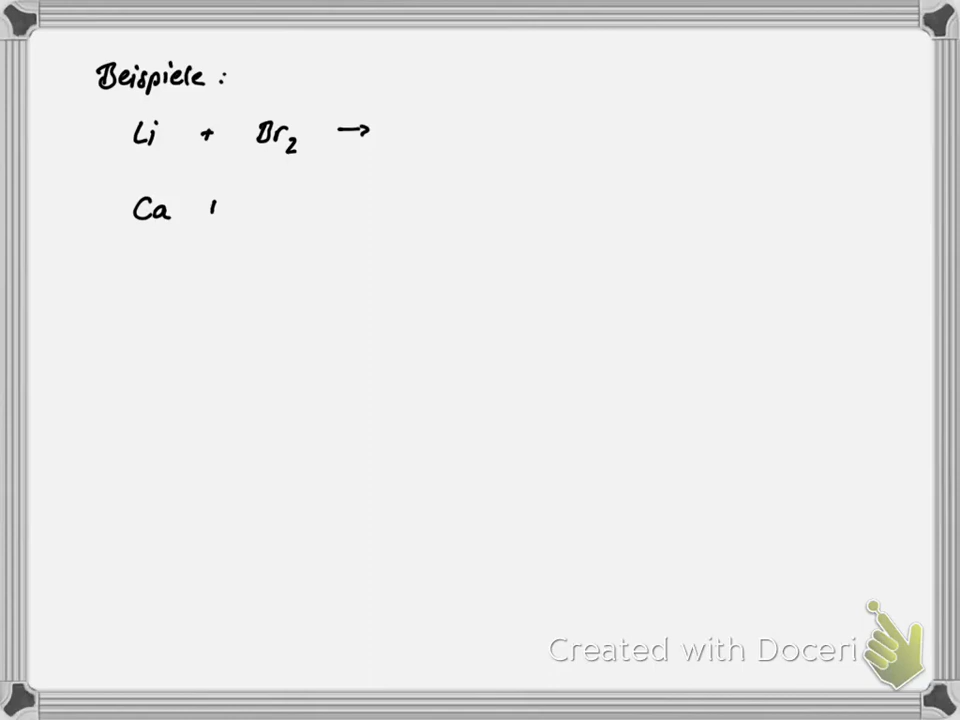 Beispiele :
Li + Br₂ →
Ca
Created with Doceri